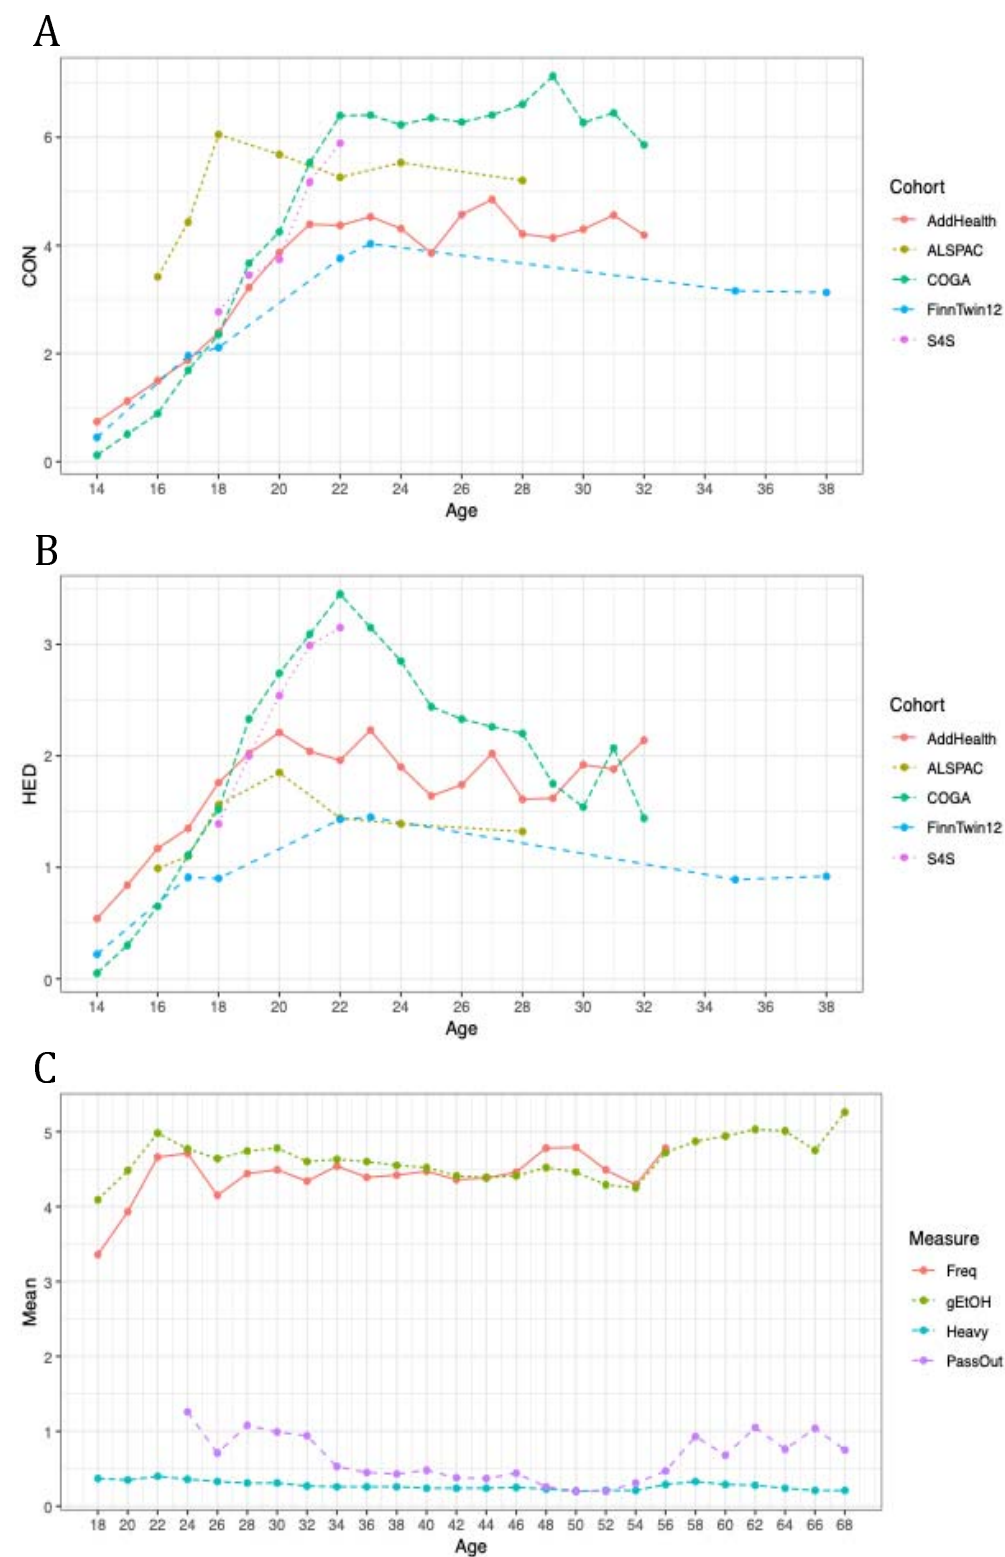 A
CON
6
4
2
0
14 16 18 20 22 24 26 28 30 32 34 36 38
Age
Cohort
AddHealth
ALSPAC
COGA
FinnTwin12
S4S
B
HED
3
2
1
0
14 16 18 20 22 24 26 28 30 32 34 36 38
Age
Cohort
AddHealth
ALSPAC
COGA
FinnTwin12
S4S
C
Mean
5
4
3
2
1
0
18 20 22 24 26 28 30 32 34 36 38 40 42 44 46 48 50 52 54 56 58 60 62 64 66 68
Age
Measure
Freq
gEtOH
Heavy
PassOut